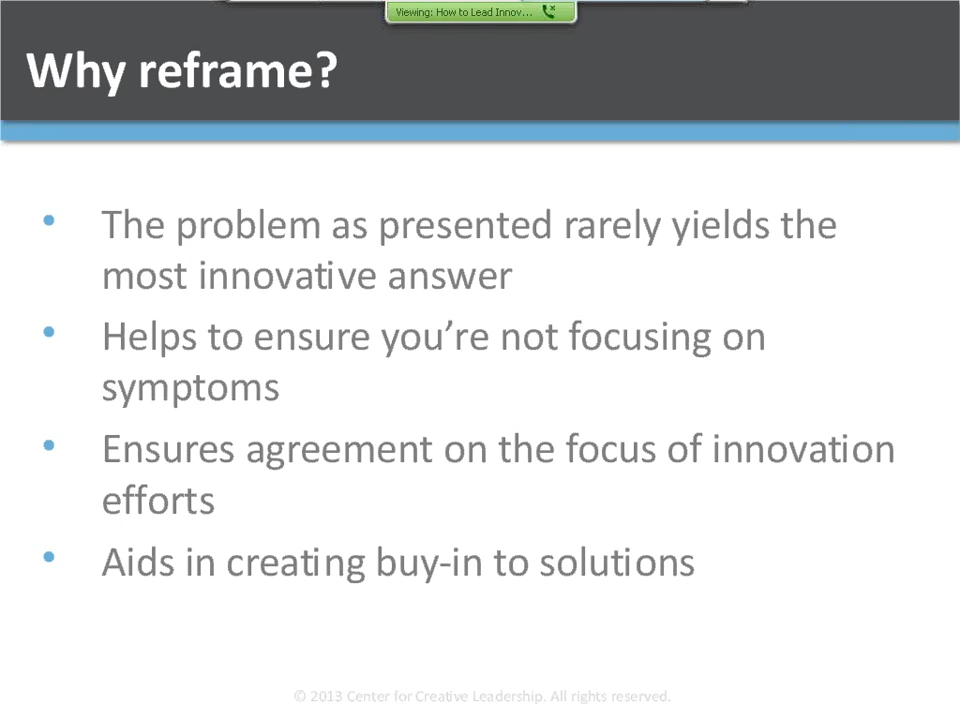 Viewing: How to Lead Innov...
Why reframe?
• The problem as presented rarely yields the
most innovative answer
• Helps to ensure you’re not focusing on
symptoms
• Ensures agreement on the focus of innovation
efforts
• Aids in creating buy-in to solutions
© 2013 Center for Creative Leadership. All rights reserved.